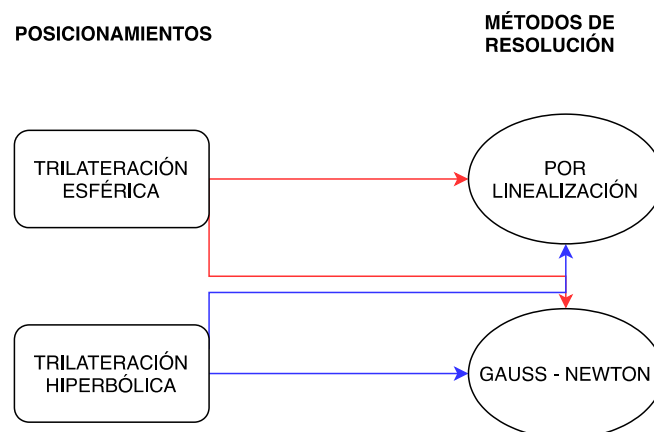 POSICIONAMIENTOS
MÉTODOS DE
RESOLUCIÓN
TRILATERACIÓN
ESFÉRICA
POR
LINEALIZACIÓN
TRILATERACIÓN
HIPERBÓLICA
GAUSS - NEWTON